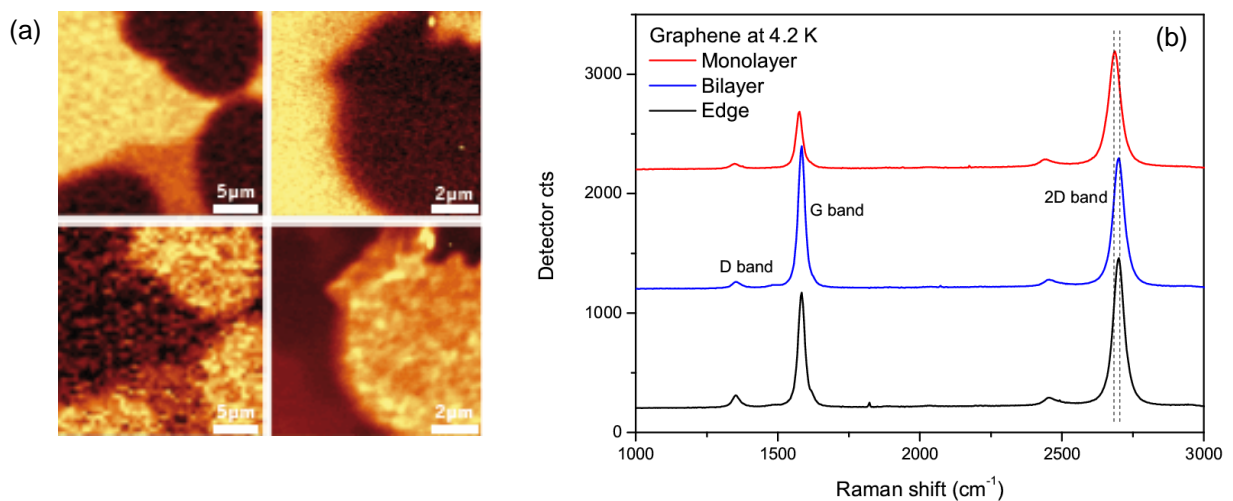 (a)
5µm
2µm
5µm
2µm
(b)
Graphene at 4.2 K
Monolayer
Bilayer
Edge
D band
G band
2D band
Detector cts
3000
2000
1000
0
1000
1500
2000
2500
3000
Raman shift (cm⁻¹)